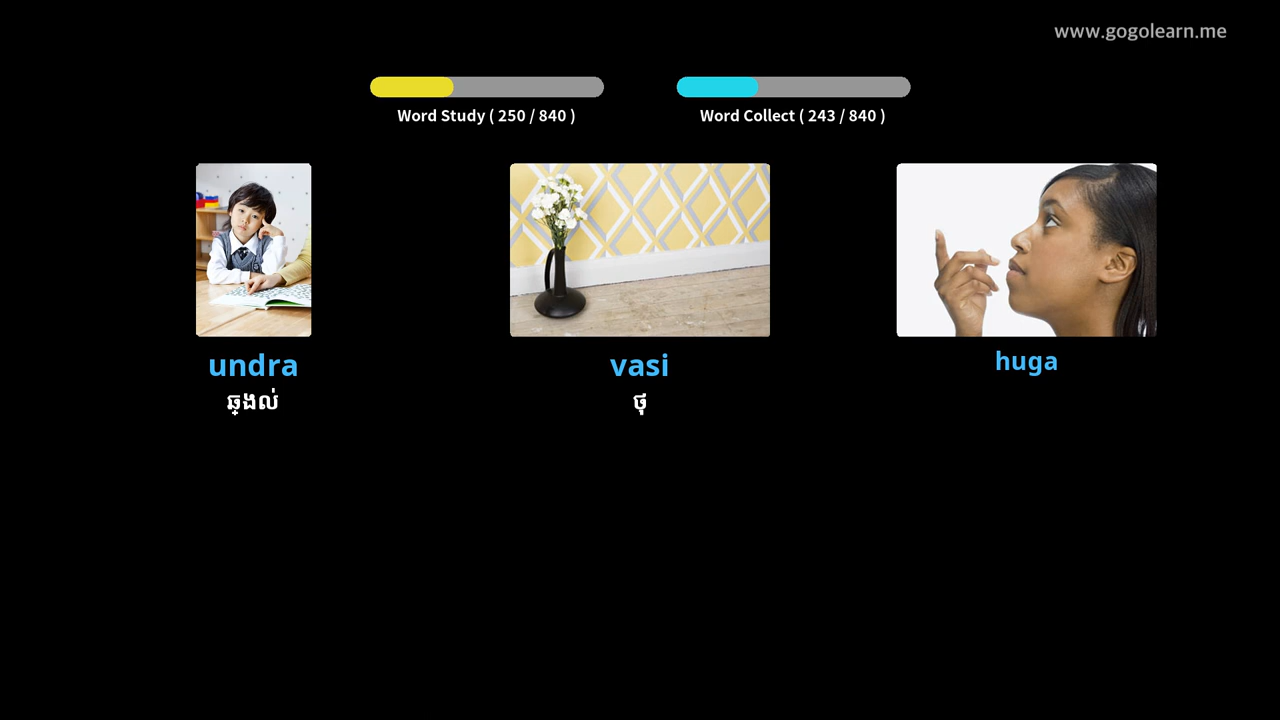 www.gogolearn.me
Word Study ( 250 / 840 )
Word Collect ( 243 / 840 )
undra
vasi
huga
ឆ្ងល់
ថុ